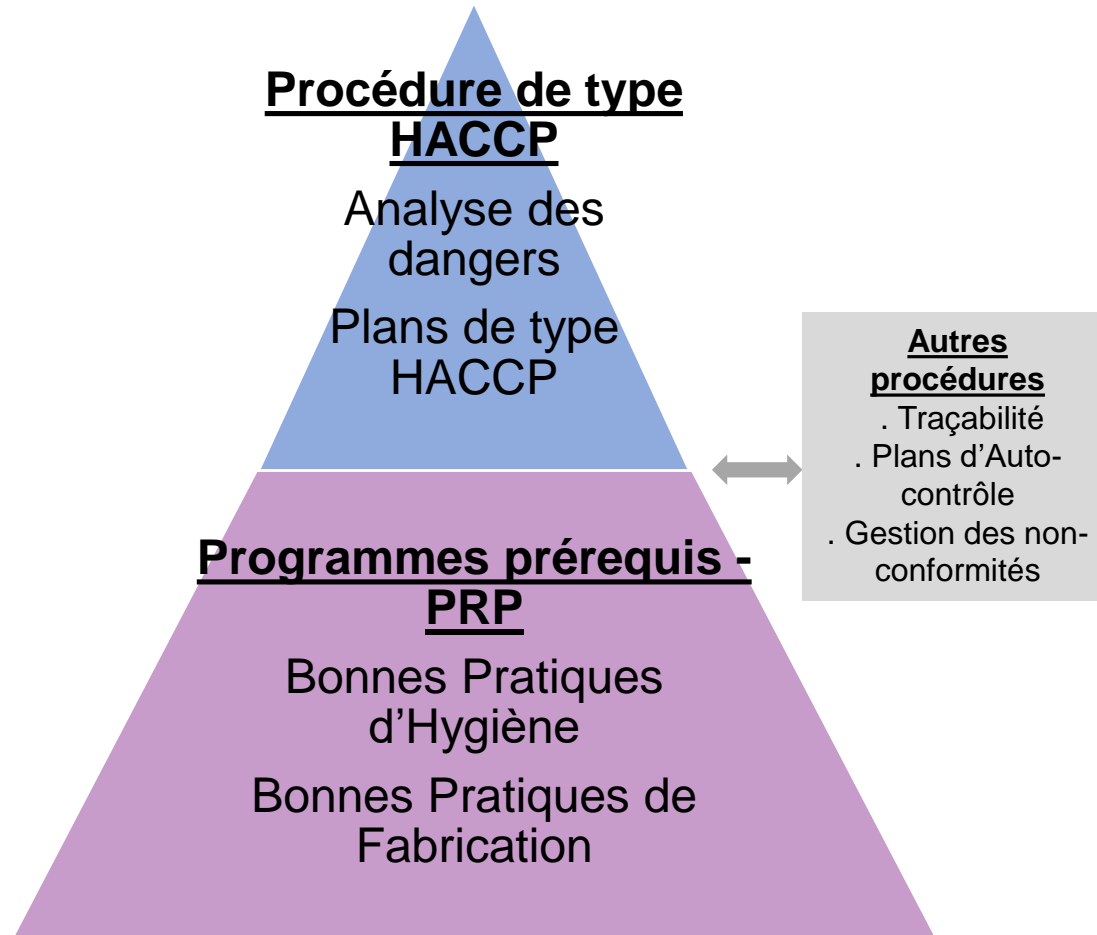 Procédure de type
HACCP
Analyse des
dangers
Plans de type
HACCP
Autres
procédures
. Traçabilité
. Plans d’Auto-
contrôle
. Gestion des non-
conformités
Programmes prérequis -
PRP
Bonnes Pratiques
d’Hygiène
Bonnes Pratiques de
Fabrication